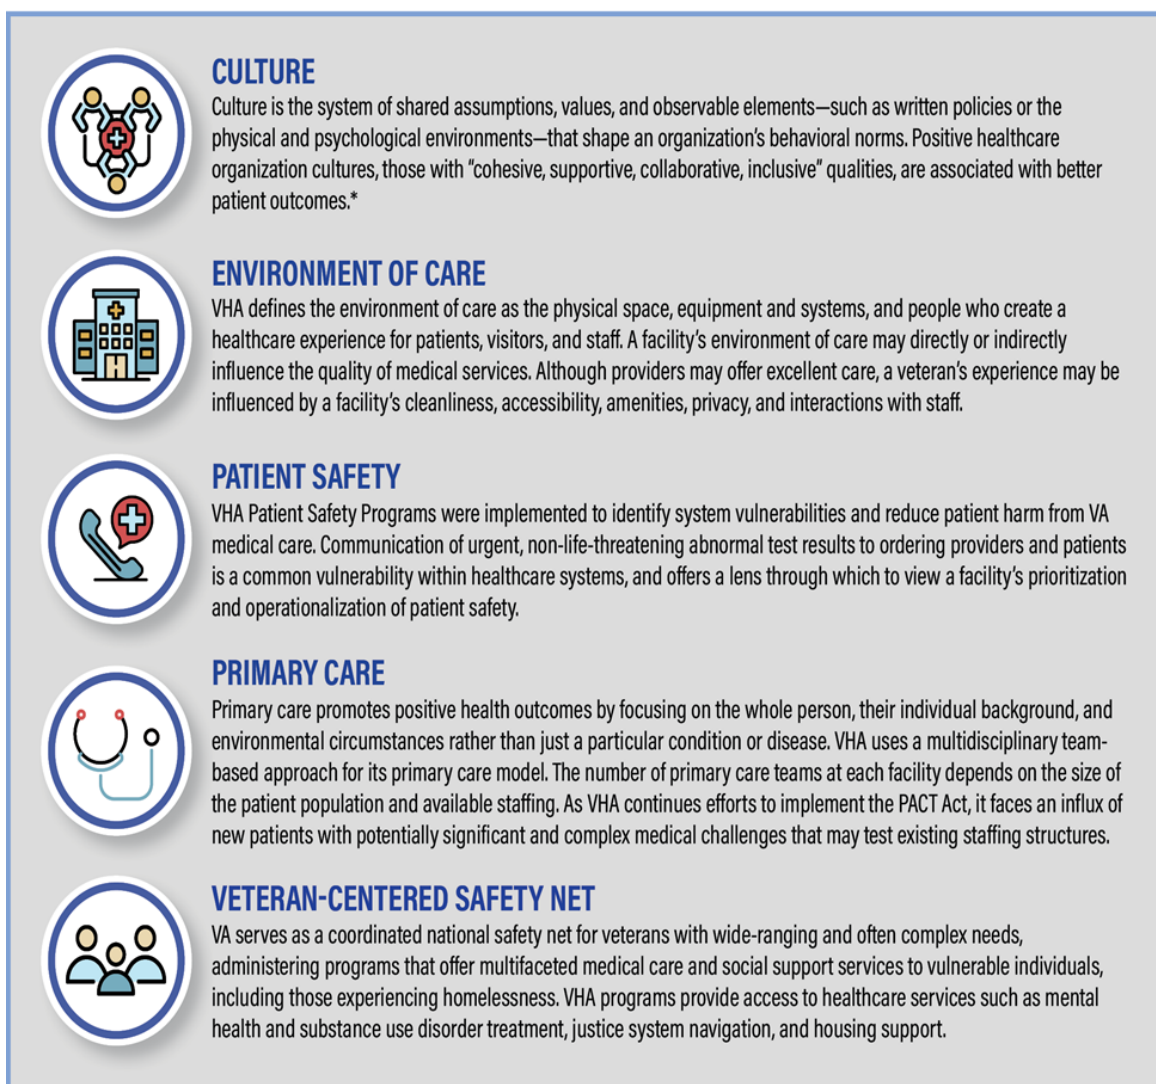 CULTURE
Culture is the system of shared assumptions, values, and observable elements—such as written policies or the
physical and psychological environments—that shape an organization’s behavioral norms. Positive healthcare
organization cultures, those with “cohesive, supportive, collaborative, inclusive” qualities, are associated with better
patient outcomes.*
ENVIRONMENT OF CARE
VHA defines the environment of care as the physical space, equipment and systems, and people who create a
healthcare experience for patients, visitors, and staff. A facility’s environment of care may directly or indirectly
influence the quality of medical services. Although providers may offer excellent care, a veteran’s experience may be
influenced by a facility’s cleanliness, accessibility, amenities, privacy, and interactions with staff.
PATIENT SAFETY
VHA Patient Safety Programs were implemented to identify system vulnerabilities and reduce patient harm from VA
medical care. Communication of urgent, non-life-threatening abnormal test results to ordering providers and patients
is a common vulnerability within healthcare systems, and offers a lens through which to view a facility’s prioritization
and operationalization of patient safety.
PRIMARY CARE
Primary care promotes positive health outcomes by focusing on the whole person, their individual background, and
environmental circumstances rather than just a particular condition or disease. VHA uses a multidisciplinary team-
based approach for its primary care model. The number of primary care teams at each facility depends on the size of
the patient population and available staffing. As VHA continues efforts to implement the PACT Act, it faces an influx of
new patients with potentially significant and complex medical challenges that may test existing staffing structures.
VETERAN-CENTERED SAFETY NET
VA serves as a coordinated national safety net for veterans with wide-ranging and often complex needs,
administering programs that offer multifaceted medical care and social support services to vulnerable individuals,
including those experiencing homelessness. VHA programs provide access to healthcare services such as mental
health and substance use disorder treatment, justice system navigation, and housing support.